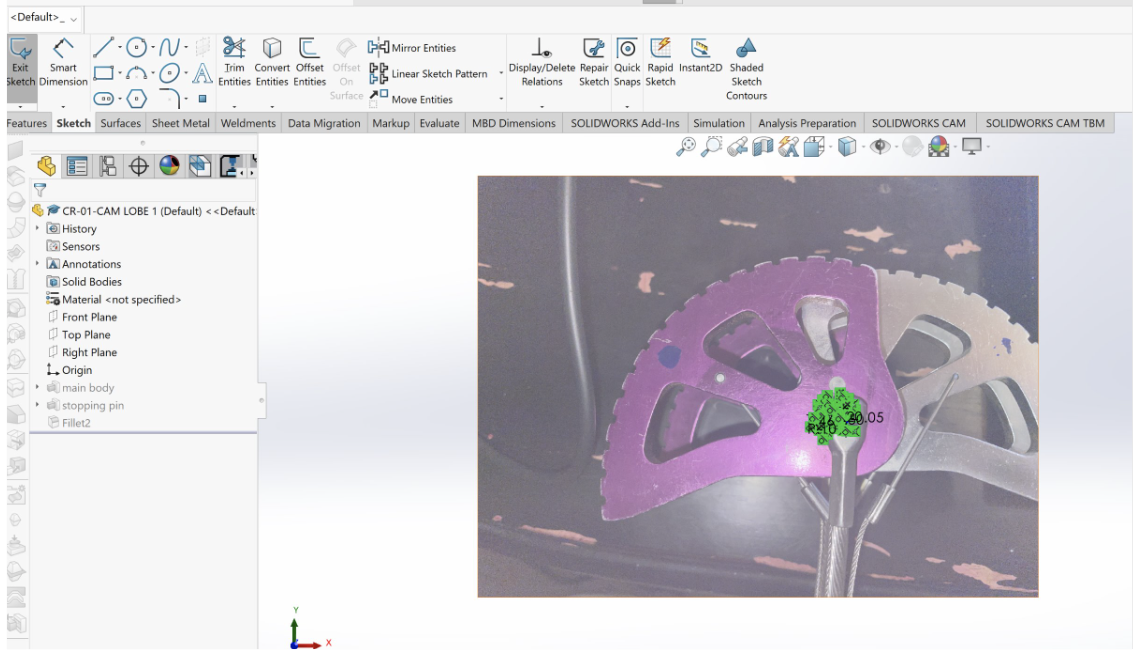 <Default>_
Exit Sketch
Smart Dimension
Trim Entities
Convert Entities
Offset Entities
Offset On Surface
Mirror Entities
Linear Sketch Pattern
Move Entities
Display/Delete Relations
Repair Sketch
Quick Snaps
Rapid Sketch
Instant2D
Shaded Sketch Contours
Features Sketch Surfaces Sheet Metal Weldments Data Migration Markup Evaluate MBD Dimensions SOLIDWORKS Add-Ins Simulation Analysis Preparation SOLIDWORKS CAM SOLIDWORKS CAM TBM
CR-01-CAM LOBE 1 (Default) <<Default
History
Sensors
Annotations
Solid Bodies
Material <not specified>
Front Plane
Top Plane
Right Plane
Origin
main body
stopping pin
Fillet2
Y
X